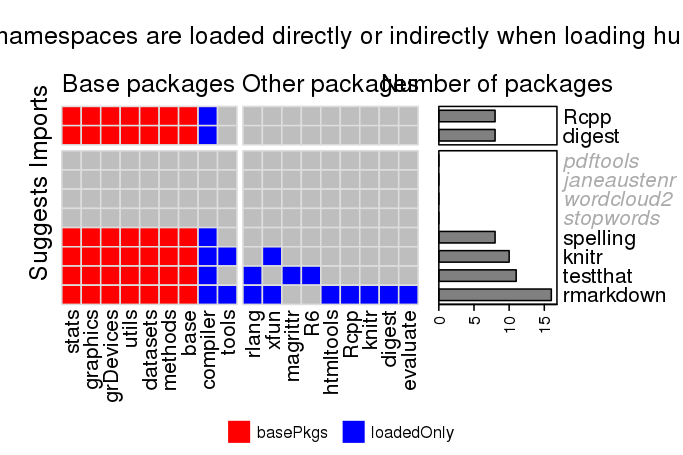 namespaces are loaded directly or indirectly when loading hu
Base packages
Other packages
Number of packages
Imports
Suggests
Rcpp
digest
pdftools
janeaustenr
wordcloud2
stopwords
spelling
knitr
testthat
rmarkdown
stats
graphics
grDevices
utils
datasets
methods
base
compiler
tools
rlang
xfun
magrittr
R6
htmltools
Rcpp
knitr
digest
evaluate
0
5
10
15
basePkgs
loadedOnly